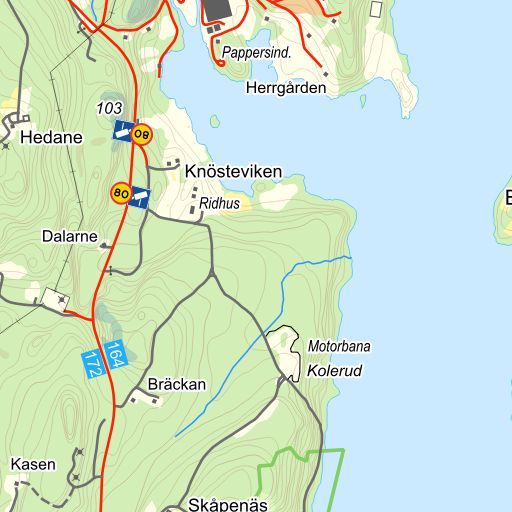 Pappersind.
Herrgården
103
80
Hedane
Knösteviken
80
Ridhus
B
Dalarne
Motorbana
164
172
Kolerud
Bräckan
Kasen
Skåpenäs